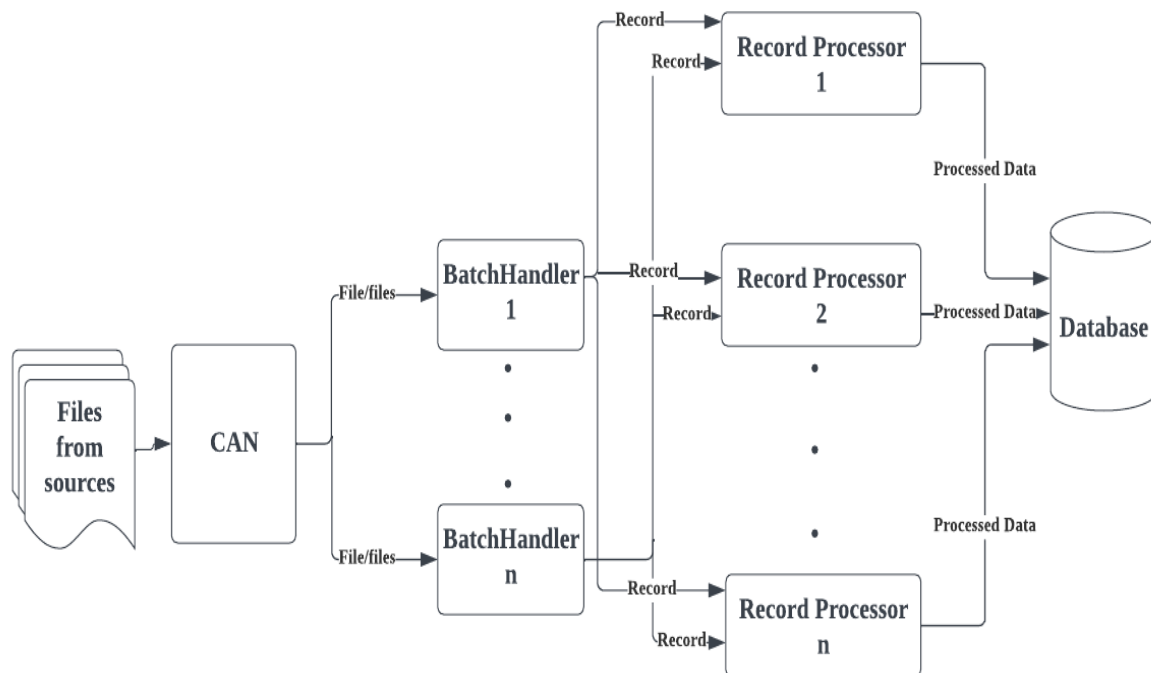 Record
Record Processor
1
Record
Processed Data
BatchHandler
1
File/files
Record
Record Processor
2
Record
Processed Data
Database
Files
from
sources
CAN
Processed Data
BatchHandler
n
File/files
Record
Record Processor
n
Record